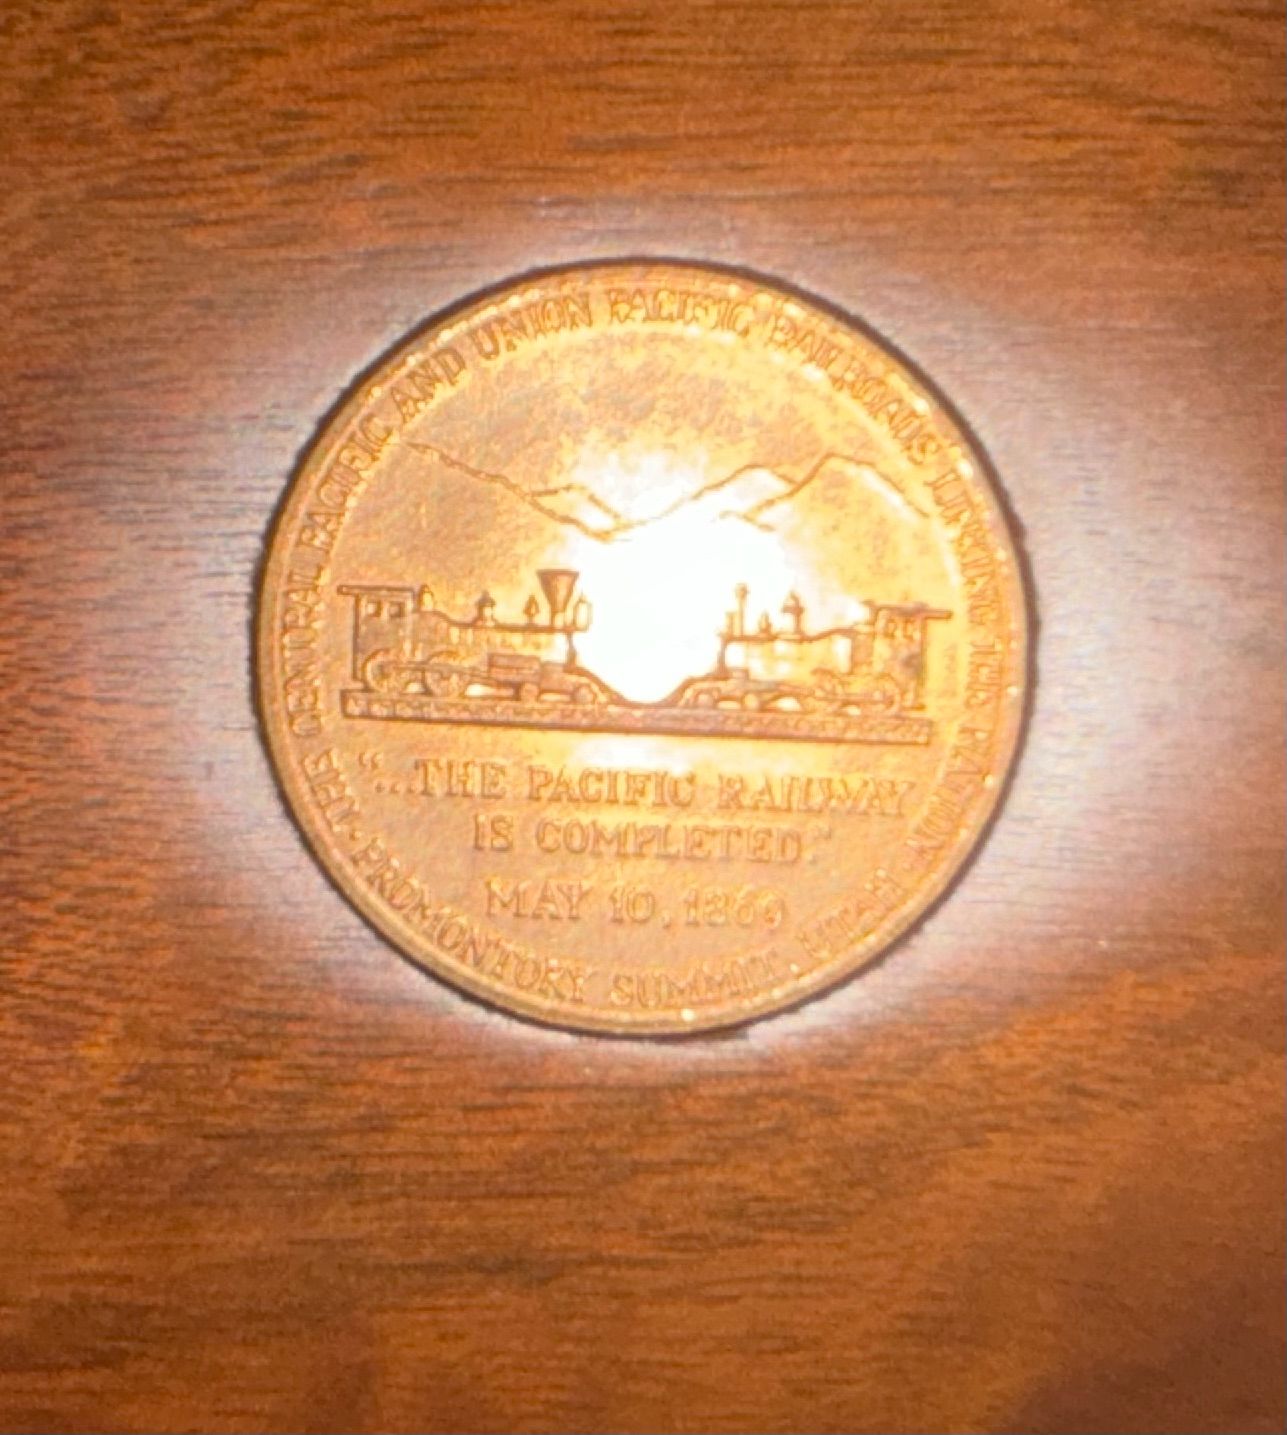 THE CENTRAL PACIFIC AND UNION PACIFIC RAILROADS LINKING THE NATION
"...THE PACIFIC RAILWAY
IS COMPLETED."
MAY 10, 1869
· PROMONTORY SUMMIT, UTAH ·